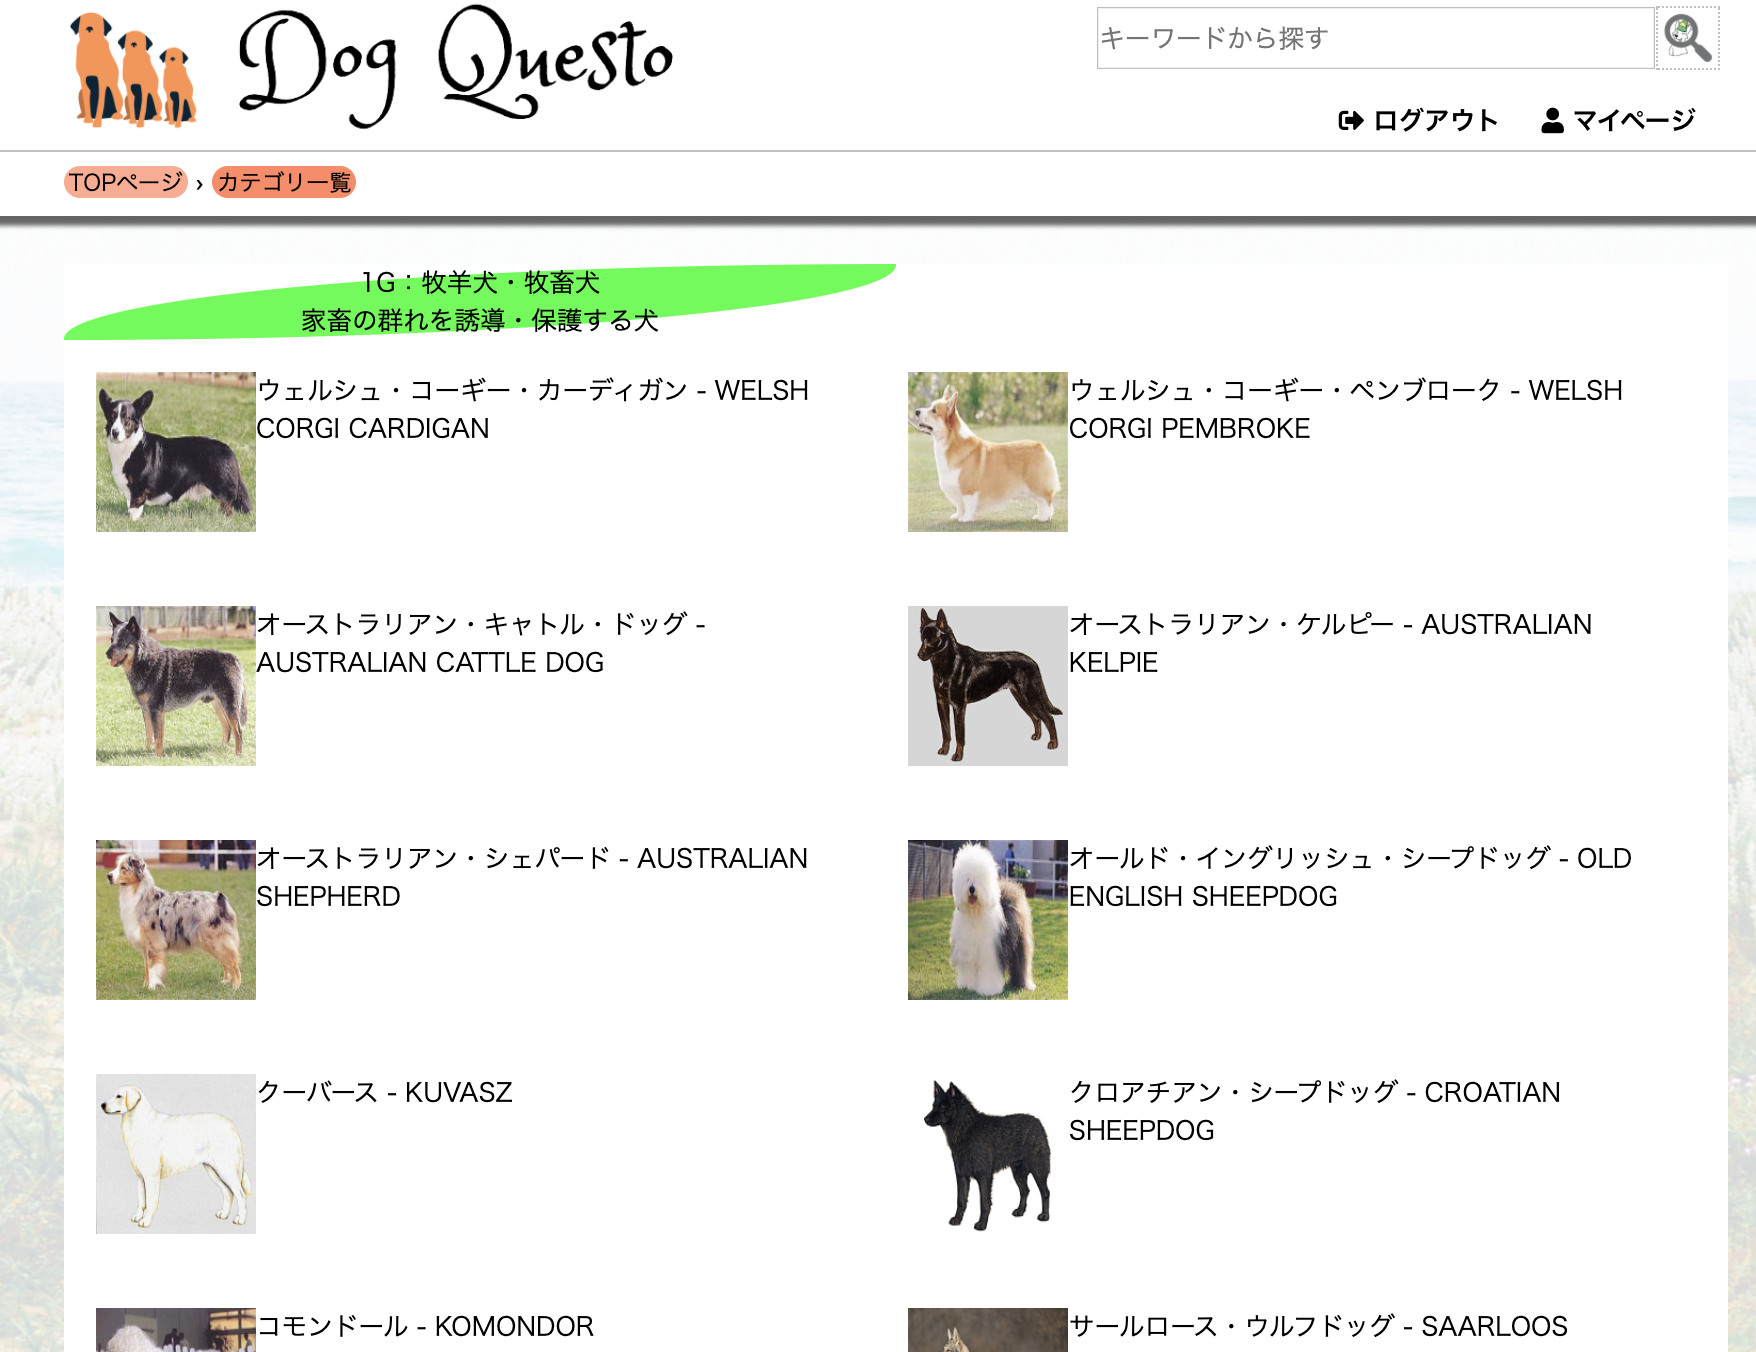 Dog Questo
キーワードから探す
ログアウト
マイページ
TOPページ › カテゴリ一覧
1G：牧羊犬・牧畜犬
家畜の群れを誘導・保護する犬
ウェルシュ・コーギー・カーディガン - WELSH
CORGI CARDIGAN
ウェルシュ・コーギー・ペンブローク - WELSH
CORGI PEMBROKE
オーストラリアン・キャトル・ドッグ -
AUSTRALIAN CATTLE DOG
オーストラリアン・ケルピー - AUSTRALIAN
KELPIE
オーストラリアン・シェパード - AUSTRALIAN
SHEPHERD
オールド・イングリッシュ・シープドッグ - OLD
ENGLISH SHEEPDOG
クーバース - KUVASZ
クロアチアン・シープドッグ - CROATIAN
SHEEPDOG
コモンドール - KOMONDOR
サールロース・ウルフドッグ - SAARLOOS